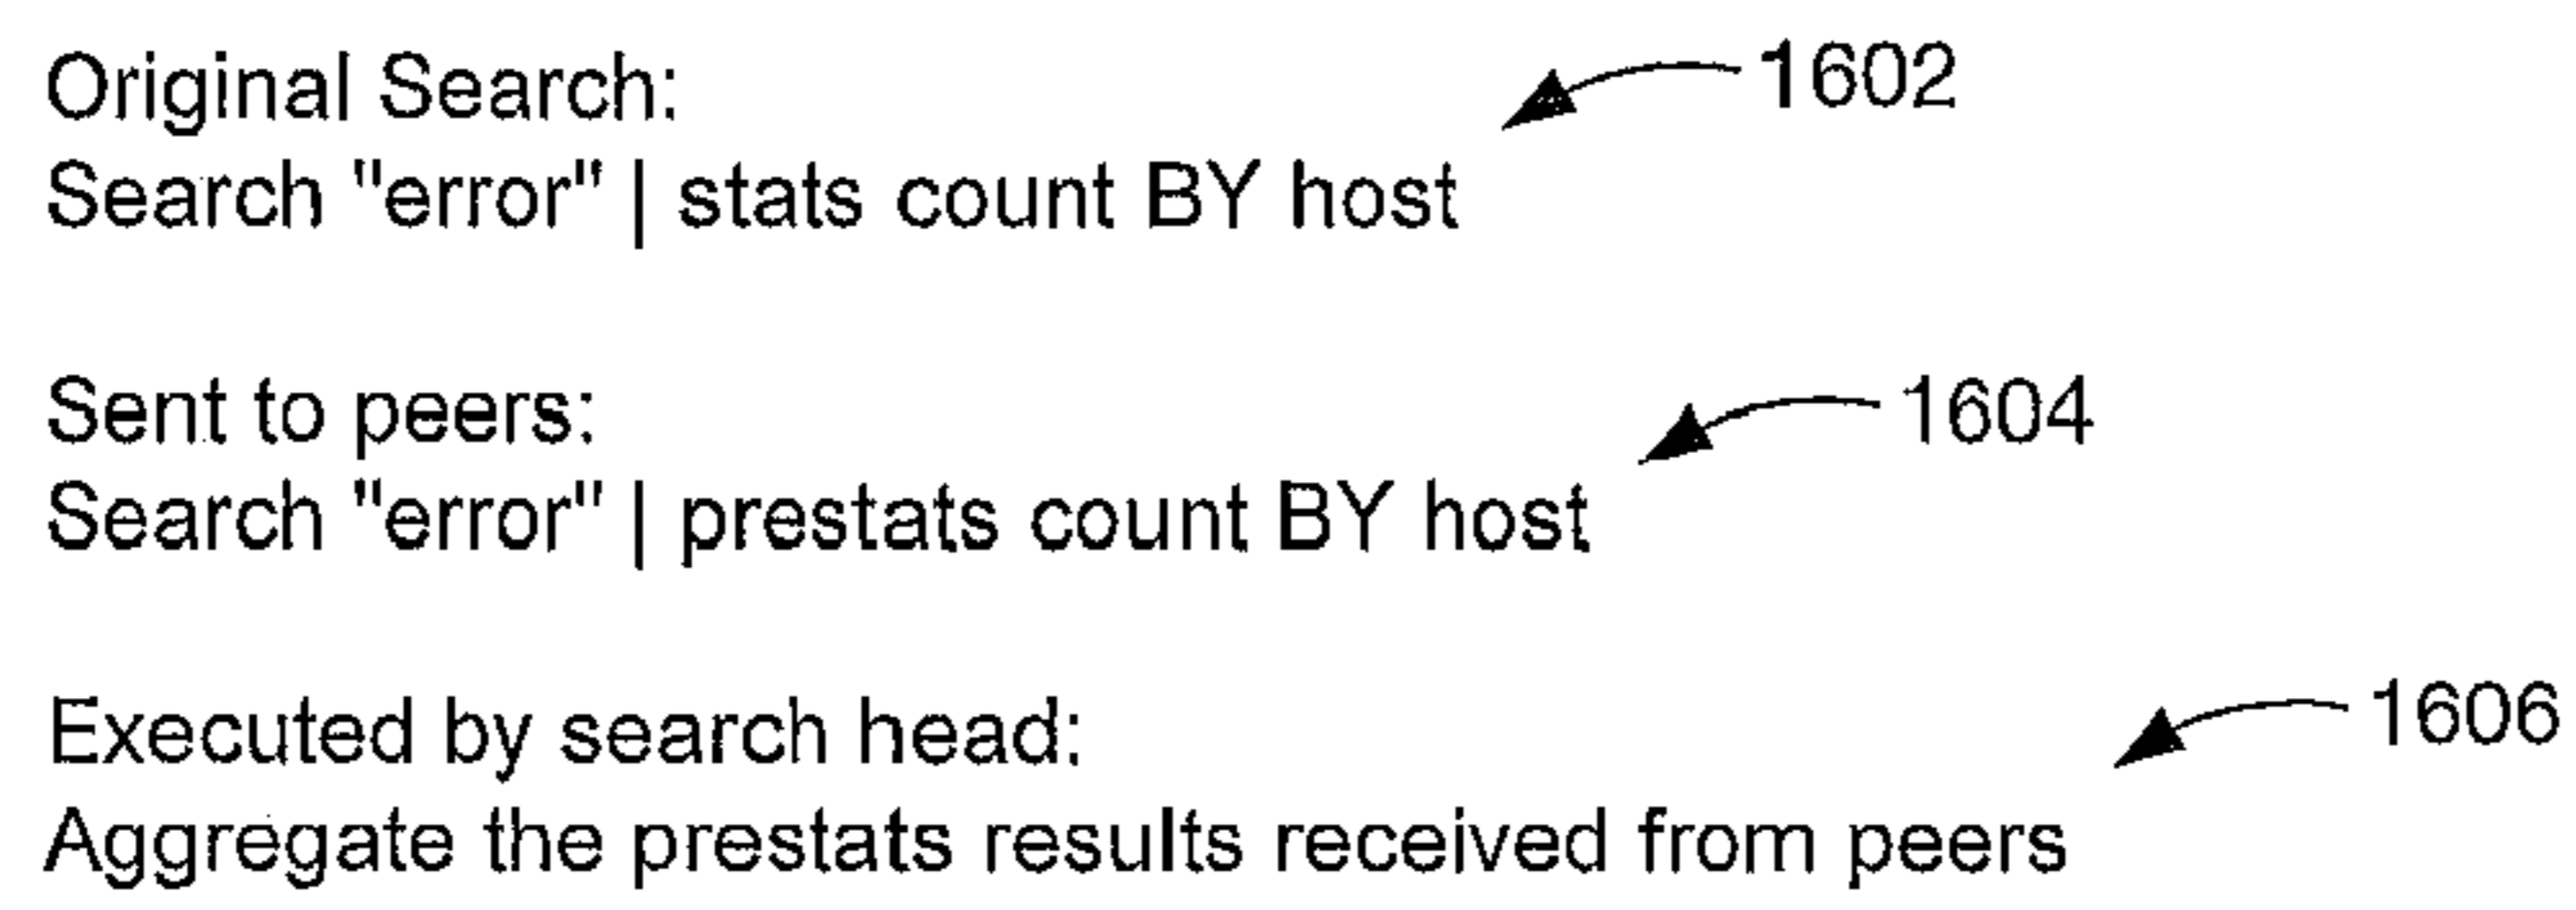 Original Search:
1602
Search "error" | stats count BY host
Sent to peers:
1604
Search "error" | prestats count BY host
Executed by search head:
1606
Aggregate the prestats results received from peers